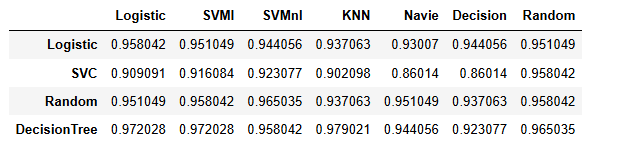 Logistic SVMl SVMnl KNN Navie Decision Random
Logistic 0.958042 0.951049 0.944056 0.937063 0.93007 0.944056 0.951049
SVC 0.909091 0.916084 0.923077 0.902098 0.86014 0.86014 0.958042
Random 0.951049 0.958042 0.965035 0.937063 0.951049 0.937063 0.958042
DecisionTree 0.972028 0.972028 0.958042 0.979021 0.944056 0.923077 0.965035